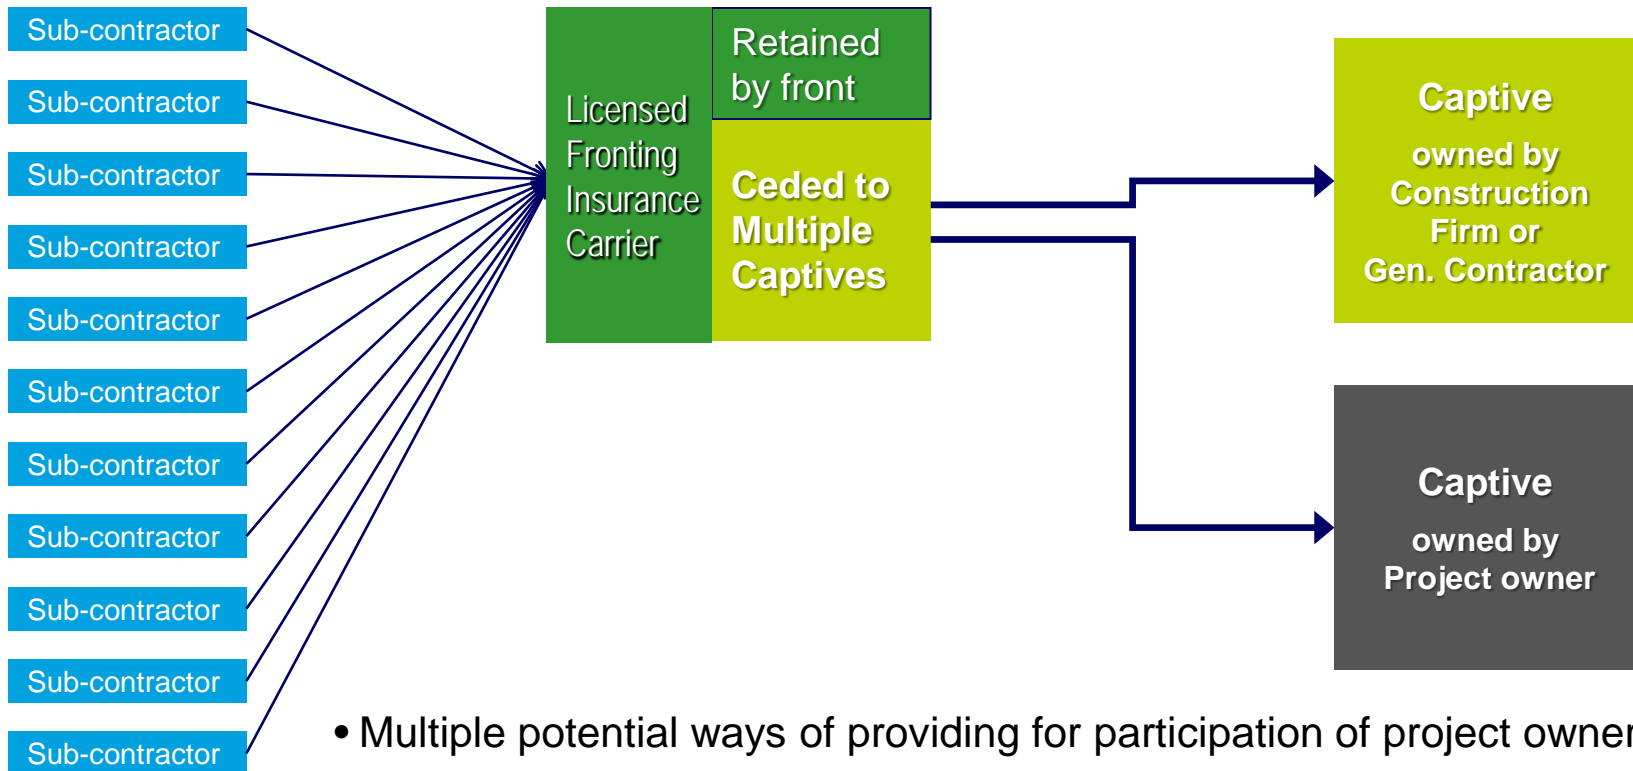 Sub-contractor
Sub-contractor
Sub-contractor
Sub-contractor
Sub-contractor
Sub-contractor
Sub-contractor
Sub-contractor
Sub-contractor
Sub-contractor
Sub-contractor
Licensed
Fronting
Insurance
Carrier
Retained
by front
Ceded to
Multiple
Captives
Captive
owned by
Construction
Firm or
Gen. Contractor
Captive
owned by
Project owner
• Multiple potential ways of providing for participation of project owner